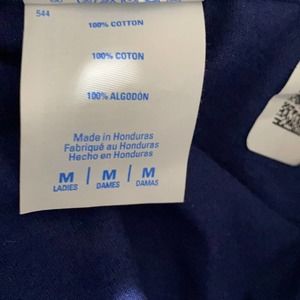 544
100% COTTON
100% COTON
100% ALGODÓN
Made in Honduras
Fabriqué au Honduras
Hecho en Honduras
M | M | M
LADIES DAMES DAMAS